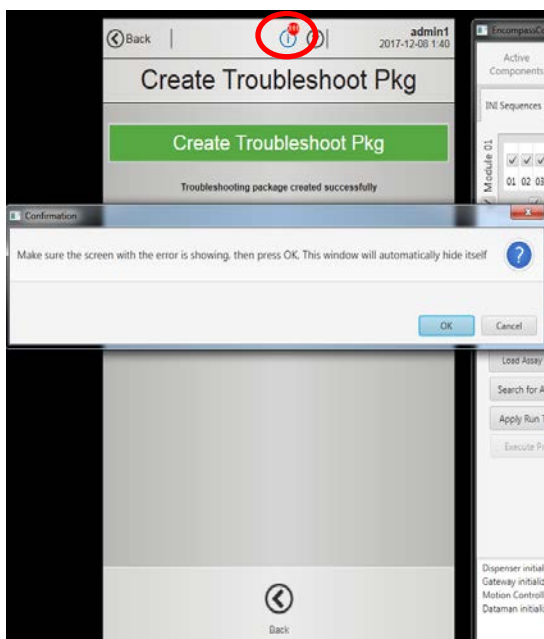 Back
admin1
2017-12-08 1:40
Create Troubleshoot Pkg
Create Troubleshoot Pkg
Troubleshooting package created successfully
Confirmation
Make sure the screen with the error is showing, then press OK. This window will automatically hide itself
OK
Cancel
Back
Active
Components
INI Sequences
Module 01
01 02 03
Load Assay
Search for A
Apply Run
Dispenser initial
Gateway initializ
Motion Controll
Dataman initializ